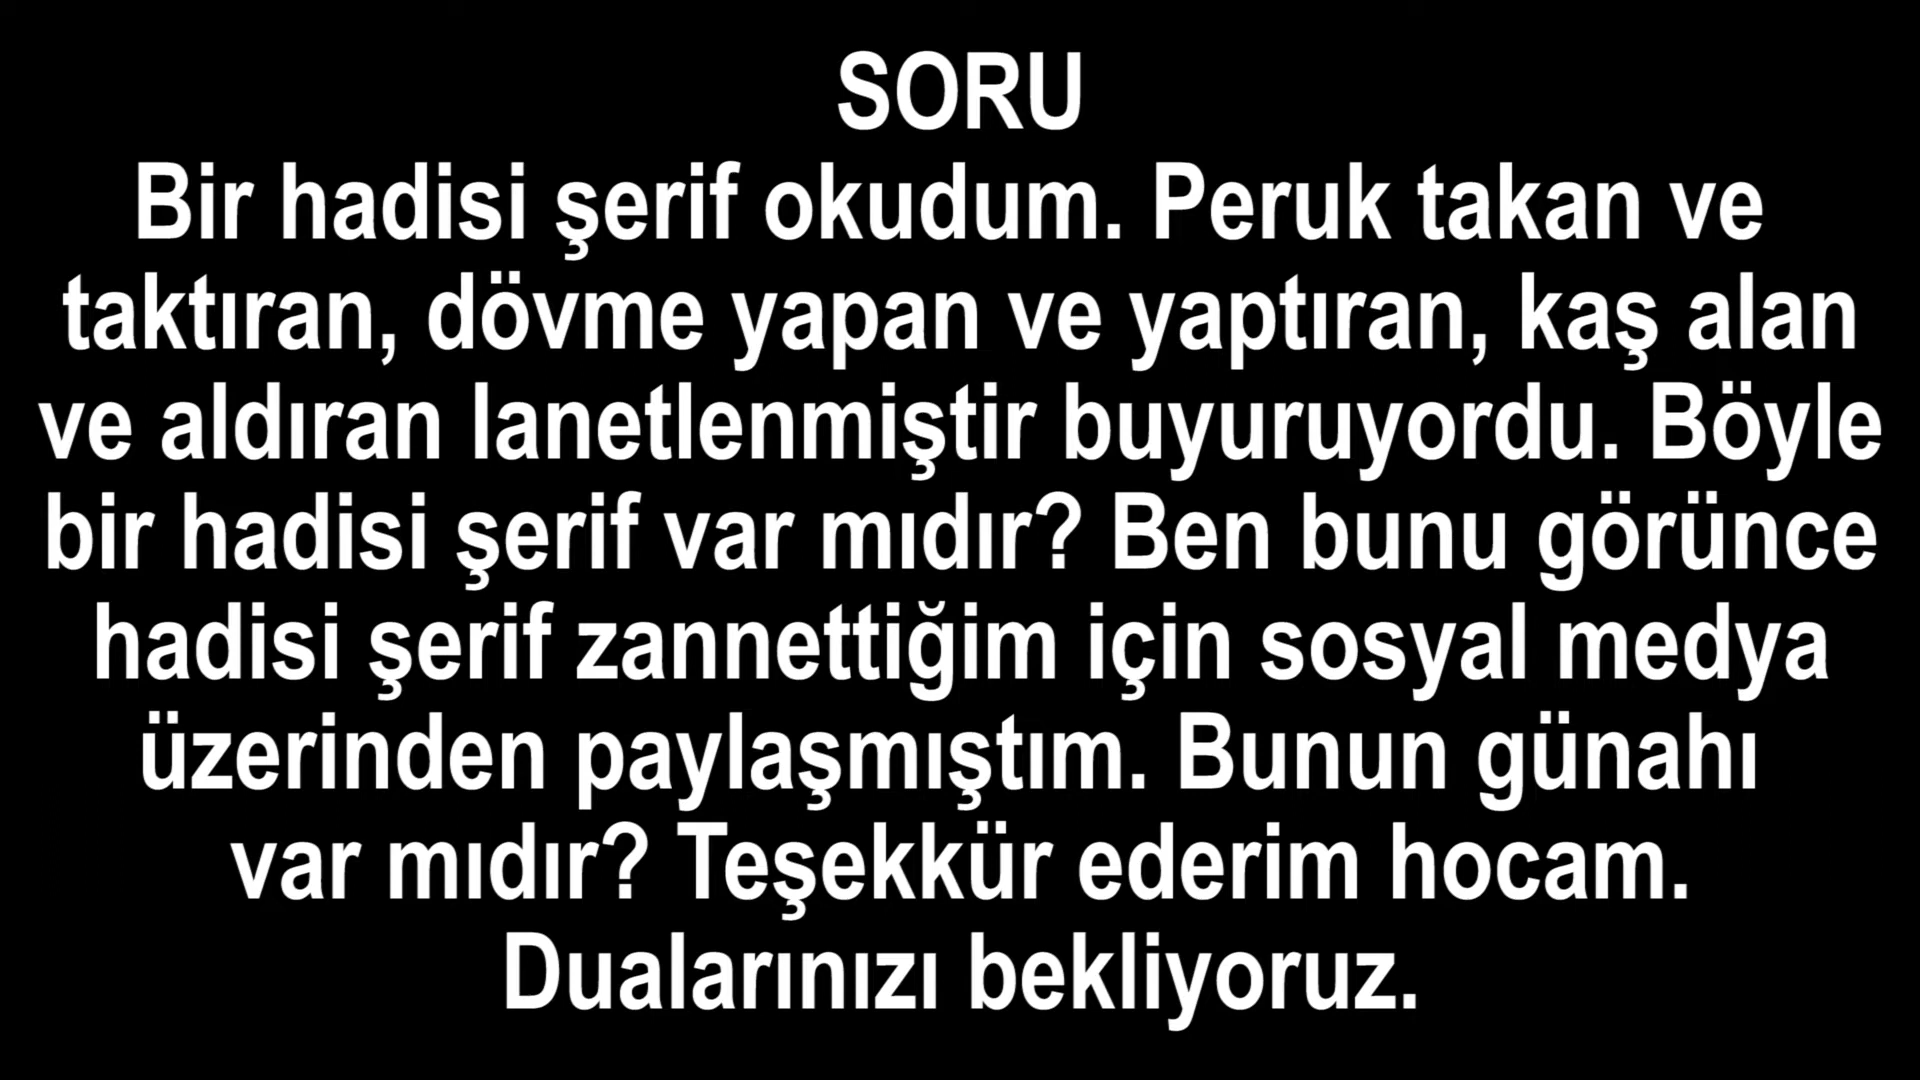 SORU
Bir hadisi şerif okudum. Peruk takan ve
taktıran, dövme yapan ve yaptıran, kaş alan
ve aldıran lanetlenmiştir buyuruyordu. Böyle
bir hadisi şerif var mıdır? Ben bunu görünce
hadisi şerif zannettiğim için sosyal medya
üzerinden paylaşmıştım. Bunun günahı
var mıdır? Teşekkür ederim hocam.
Dualarınızı bekliyoruz.